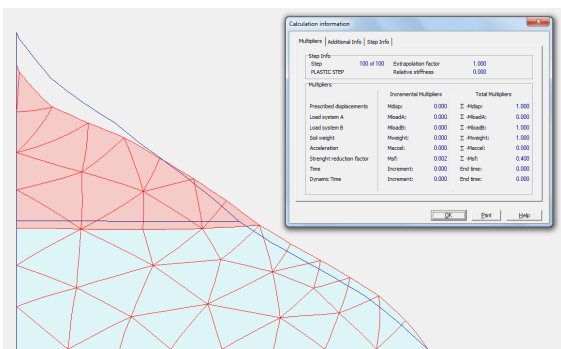 Calculation information
Multipliers Additional Info Step Info
Step Info
Step 100 of 100 Extrapolation factor 1.000
PLASTIC STEP Relative stiffness 0.000
Multipliers
Incremental Multipliers Total Multipliers
Prescribed displacements Mdisp: 0.000 Σ -Mdisp: 1.000
Load system A MloadA: 0.000 Σ -MloadA: 0.000
Load system B MloadB: 0.000 Σ -MloadB: 1.000
Soil weight Mweight: 0.000 Σ -Mweight: 1.000
Acceleration Maccel: 0.000 Σ -Maccel: 0.000
Strenght reduction factor Msf: 0.002 Σ -Msf: 0.400
Time Increment: 0.000 End time: 0.000
Dynamic Time Increment: 0.000 End time: 0.000
OK Print Help